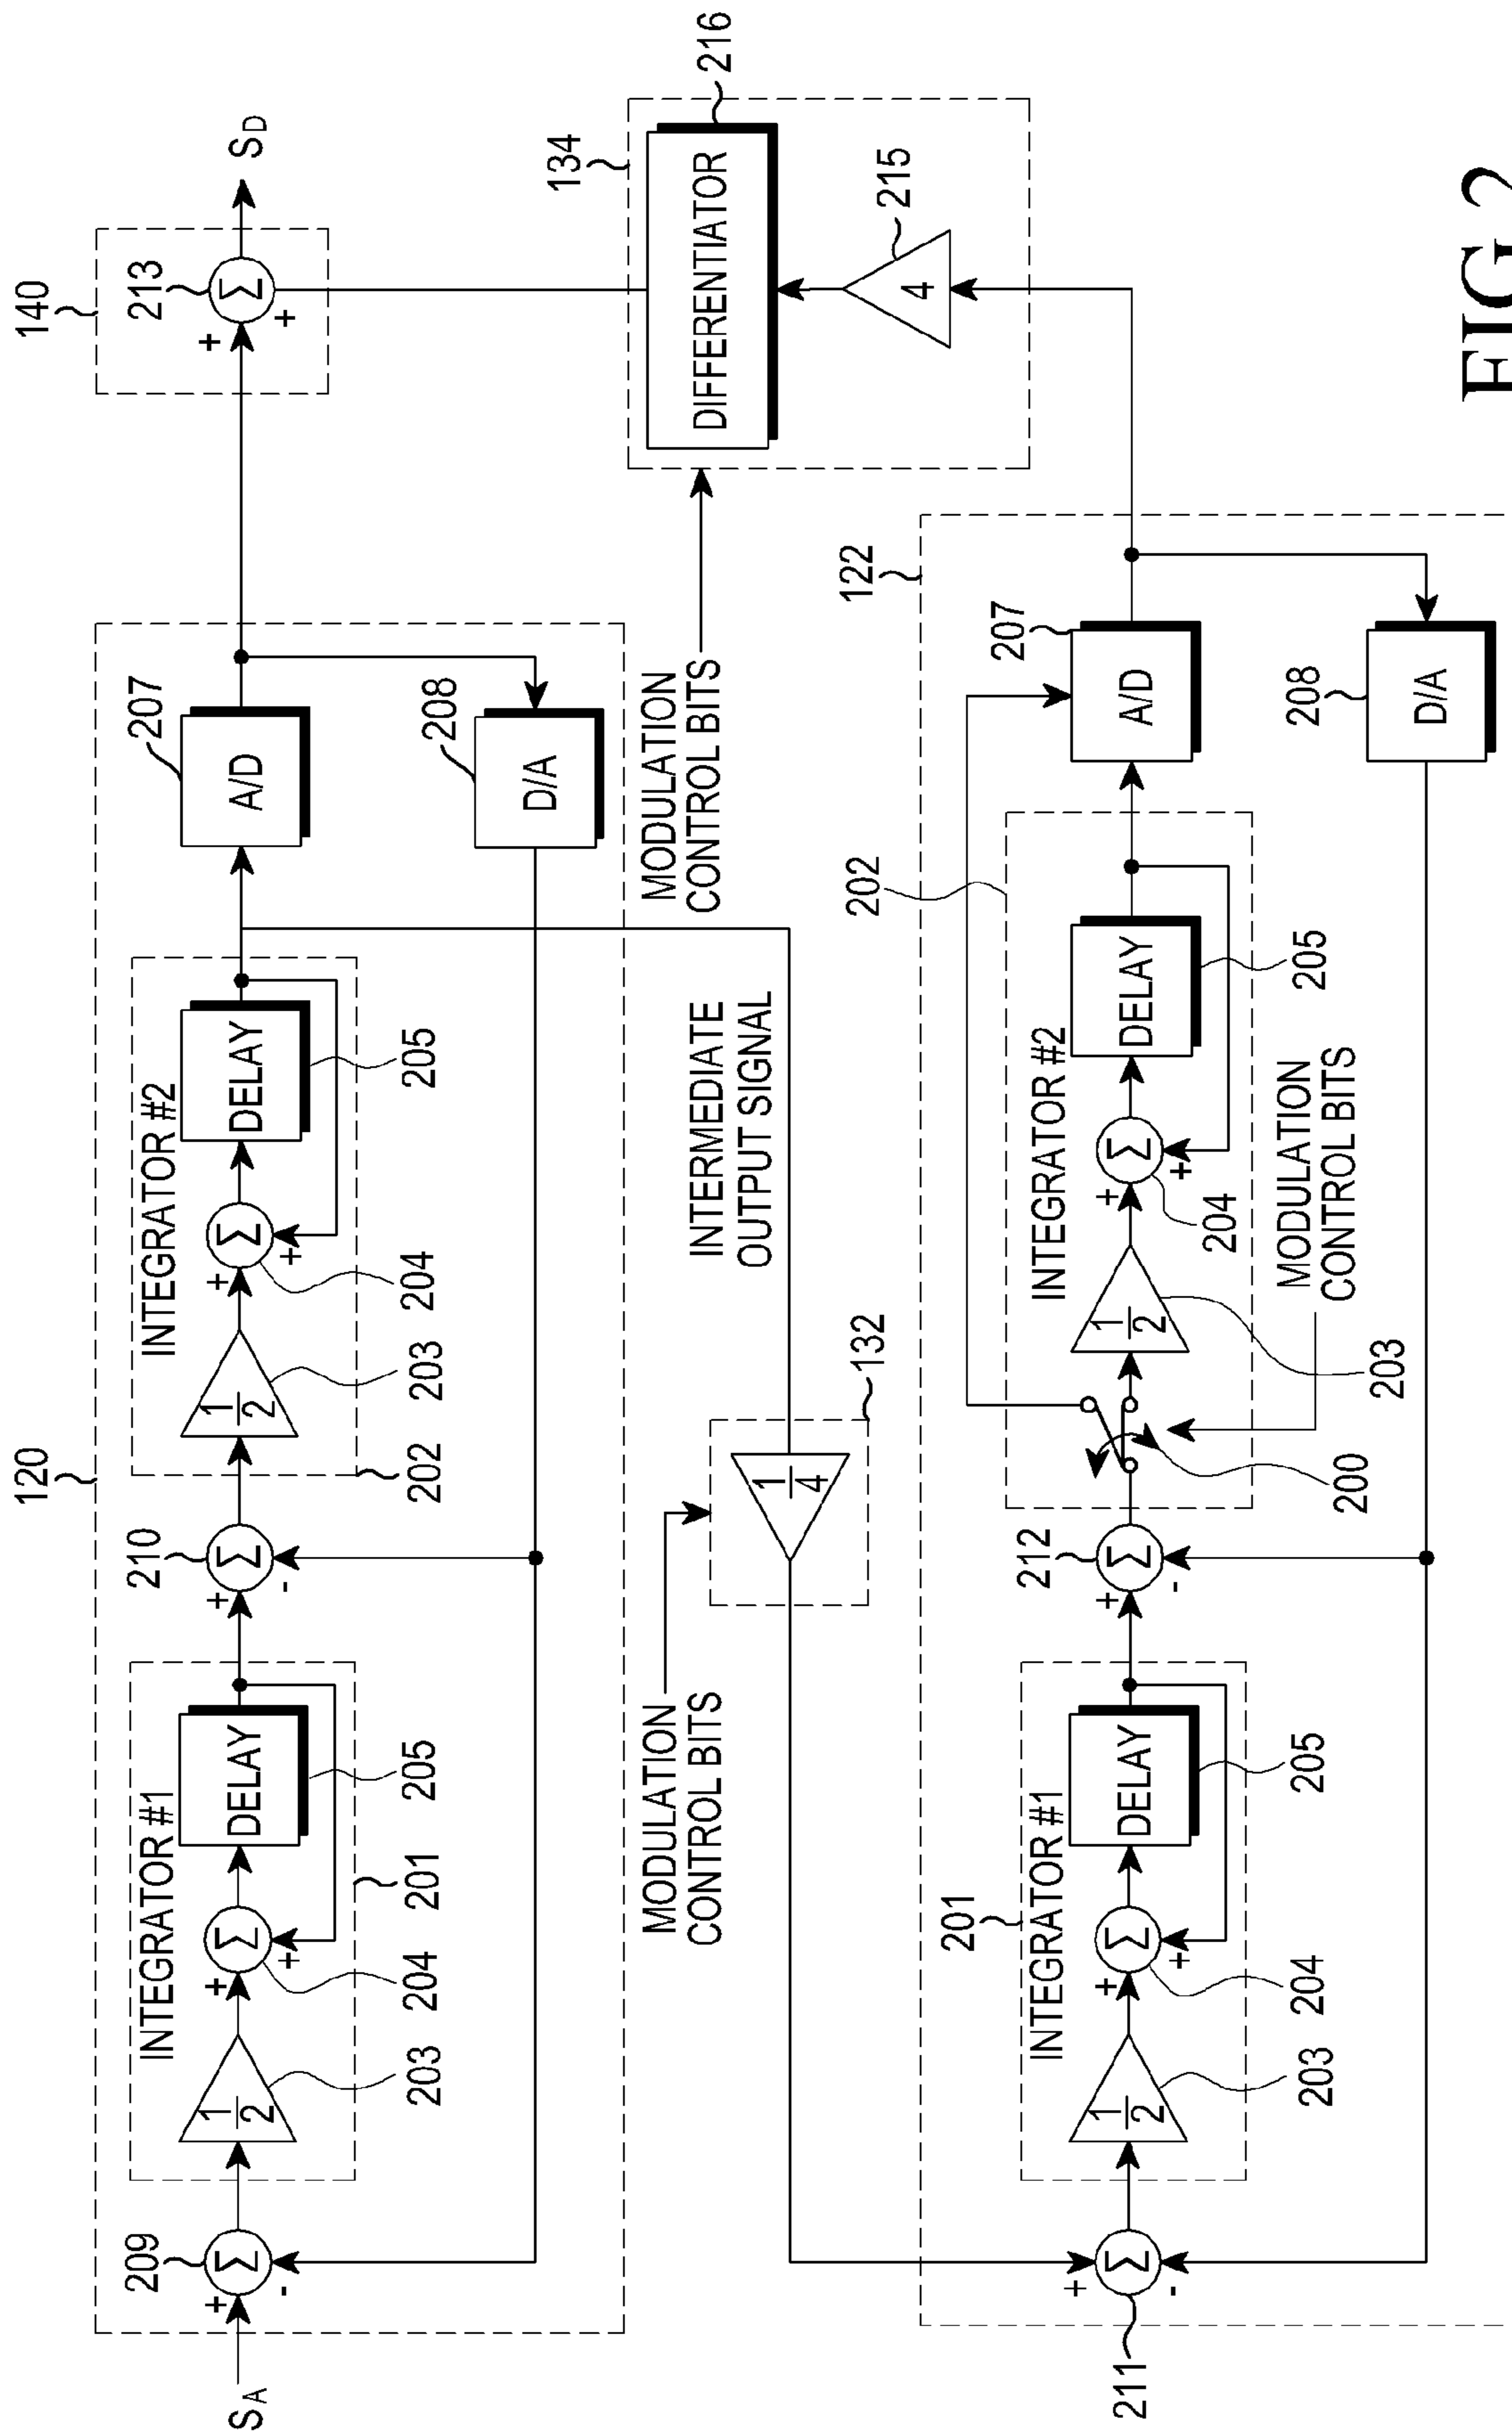 120
140
209
210
207
213
S_A
+
-
1/2
Σ
+
+
DELAY
INTEGRATOR #1
203
204
205
201
Σ
+
-
INTEGRATOR #2
1/2
Σ
+
+
DELAY
202
203
204
205
A/D
D/A
208
Σ
+
+
S_D
MODULATION
CONTROL BITS
1/4
132
INTERMEDIATE
OUTPUT SIGNAL
MODULATION
CONTROL BITS
134
DIFFERENTIATOR
216
4
215
122
211
Σ
+
-
201
INTEGRATOR #1
1/2
Σ
+
+
DELAY
203
204
205
212
Σ
+
-
202
INTEGRATOR #2
200
1/2
Σ
+
+
DELAY
203
204
205
MODULATION
CONTROL BITS
207
A/D
208
D/A
Σ